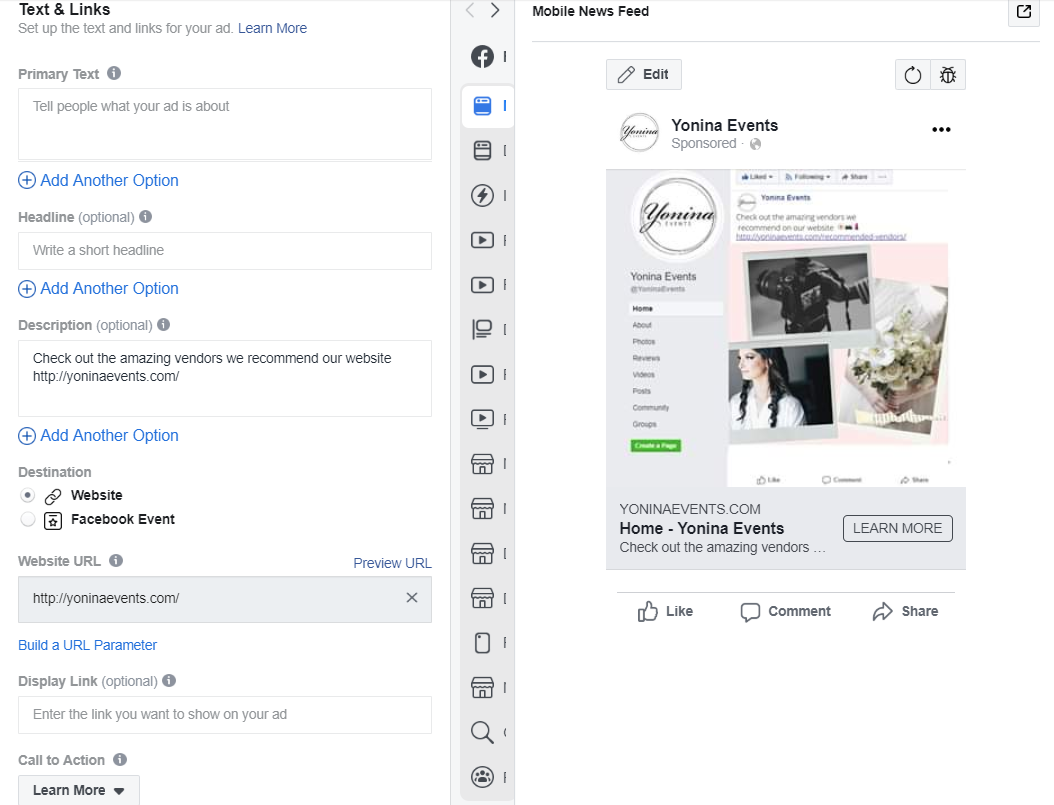 Text & Links
Set up the text and links for your ad. Learn More
Primary Text
Tell people what your ad is about
Add Another Option
Headline (optional)
Write a short headline
Add Another Option
Description (optional)
Check out the amazing vendors we recommend our website
http://yoninaevents.com/
Add Another Option
Destination
Website
Facebook Event
Website URL
Preview URL
http://yoninaevents.com/
Build a URL Parameter
Display Link (optional)
Enter the link you want to show on your ad
Call to Action
Learn More
Mobile News Feed
Edit
Yonina
EVENTS
Yonina Events
Sponsored ·
Liked
Following
Share
Yonina
EVENTS
Yonina Events
Check out the amazing vendors we
recommend on our website
http://yoninaevents.com/recommended-vendors/
Yonina Events
@YoninaEvents
Home
About
Photos
Reviews
Videos
Posts
Community
Groups
Create a Page
Like
Comment
Share
YONINAEVENTS.COM
Home - Yonina Events
Check out the amazing vendors …
LEARN MORE
Like
Comment
Share